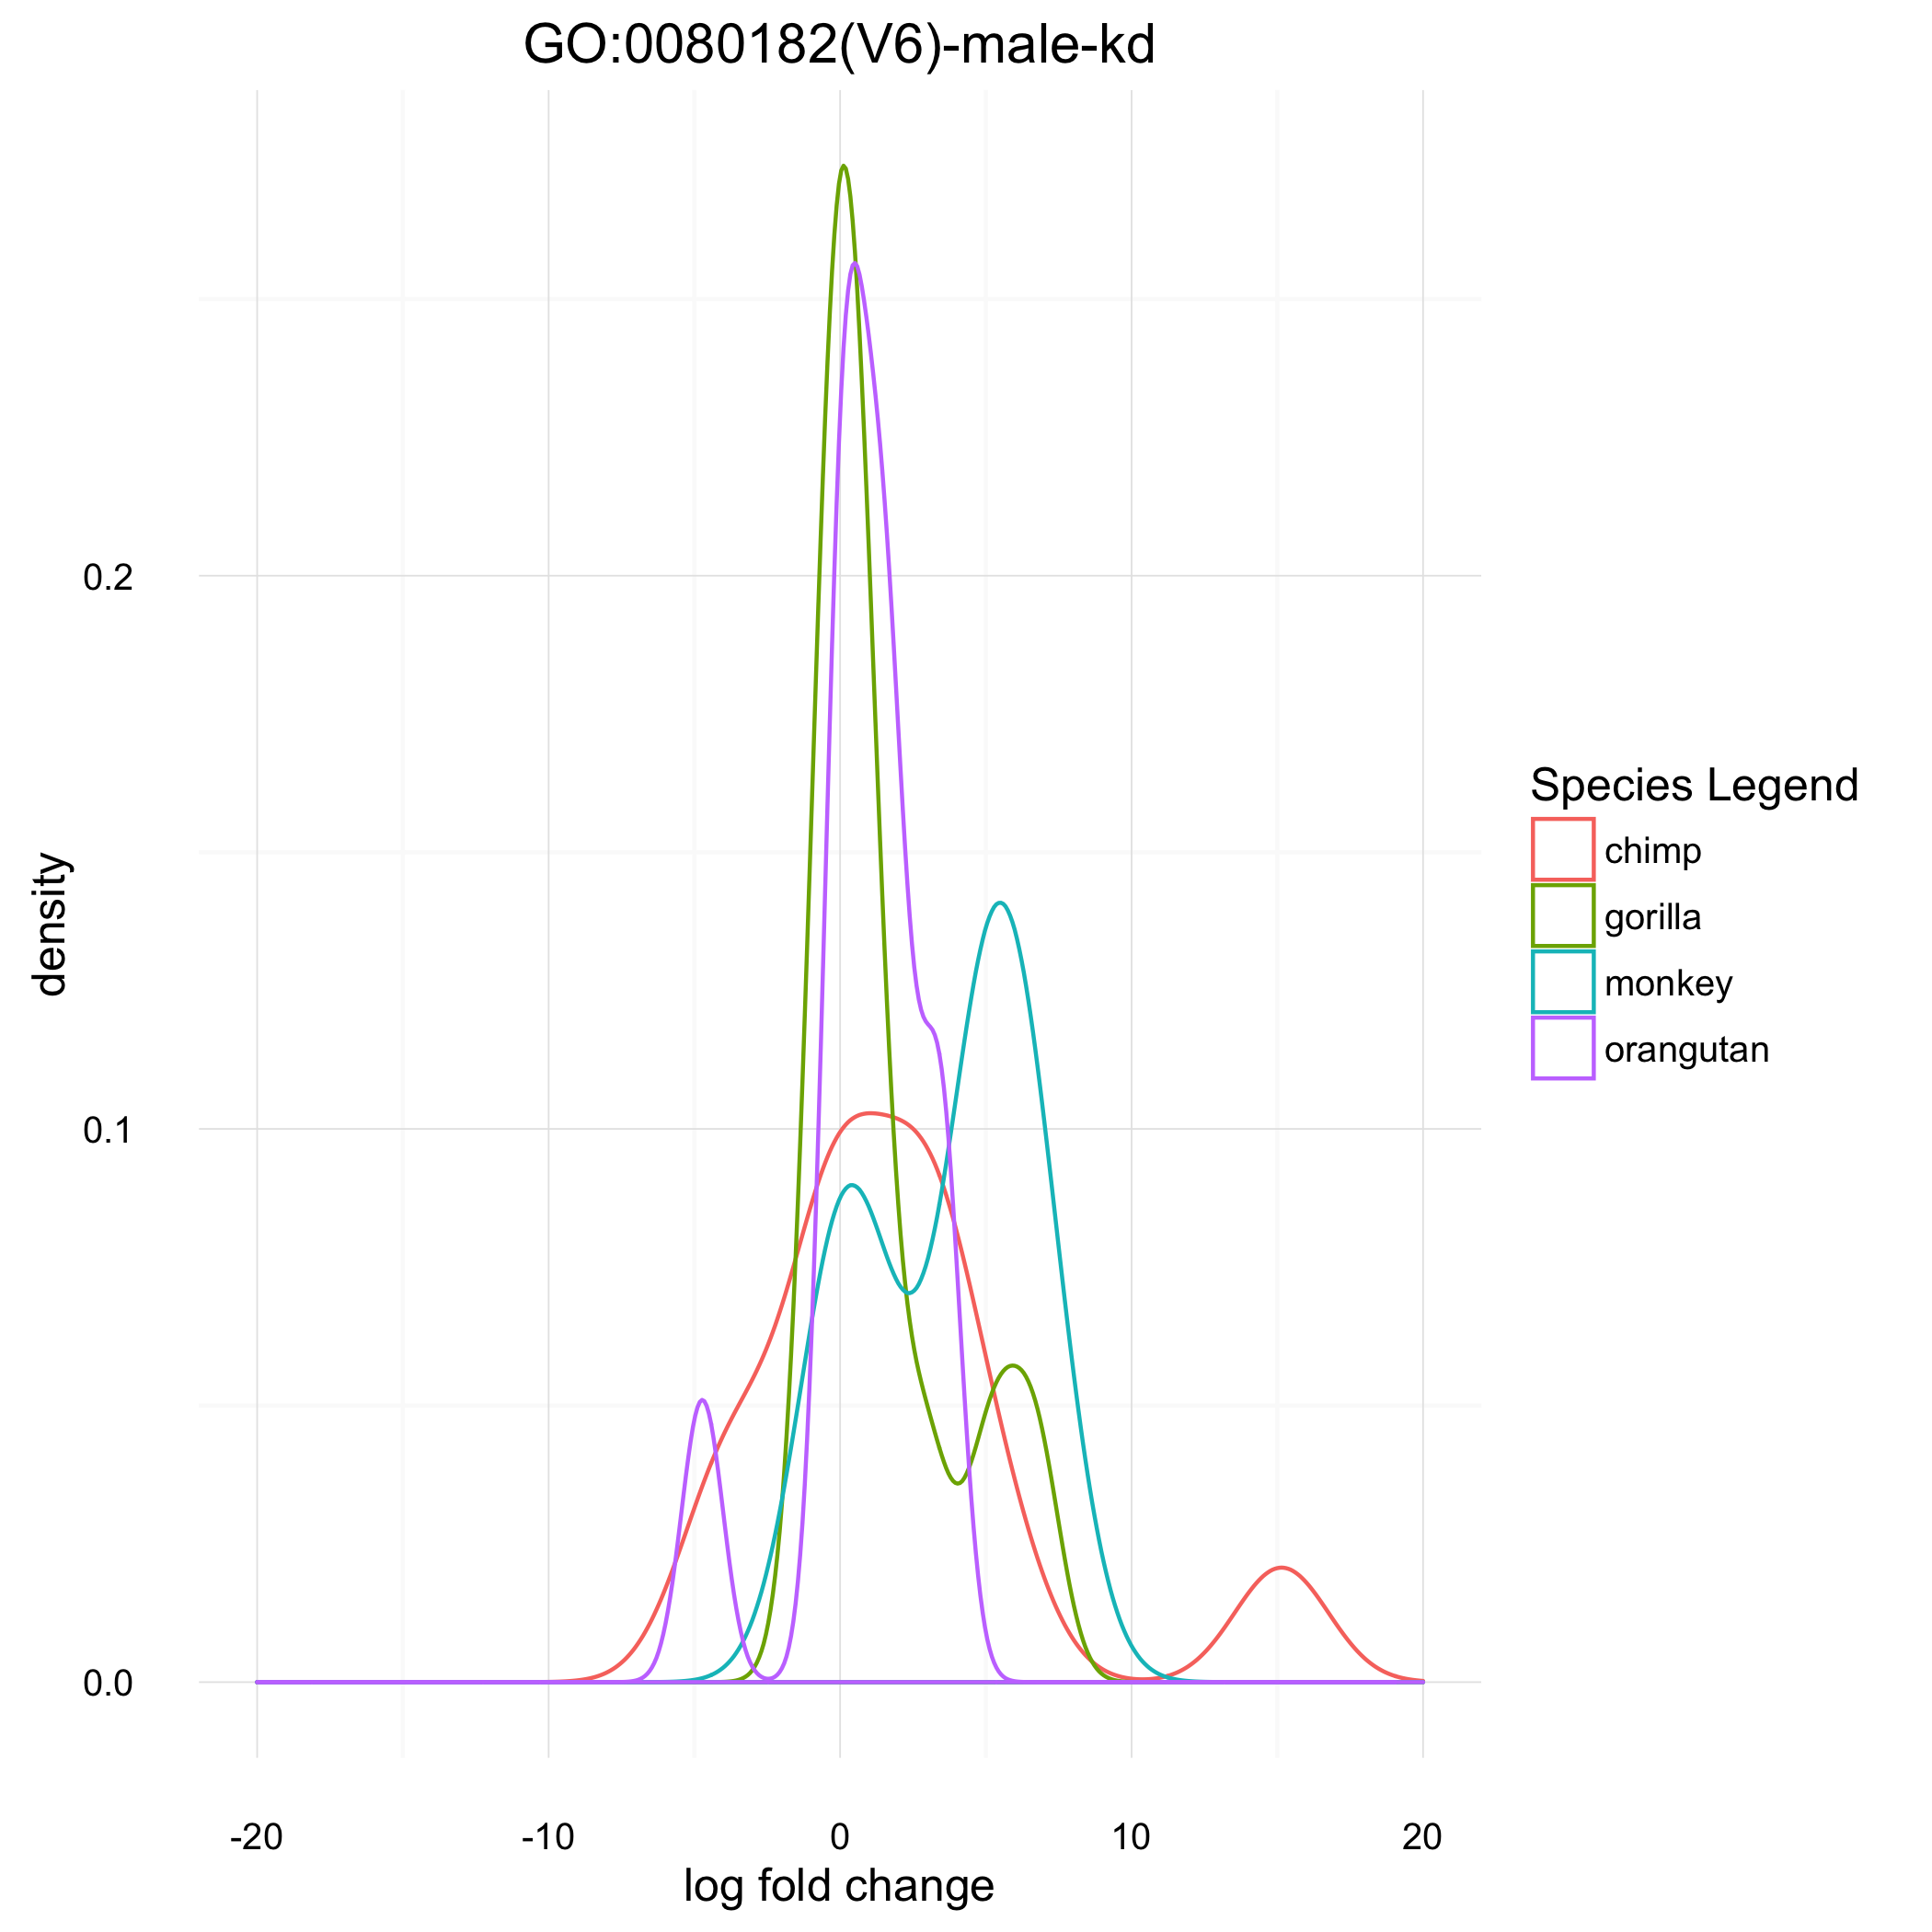 GO:0080182(V6)-male-kd
density
0.2
0.1
0.0
-20
-10
0
10
20
log fold change
Species Legend
chimp
gorilla
monkey
orangutan